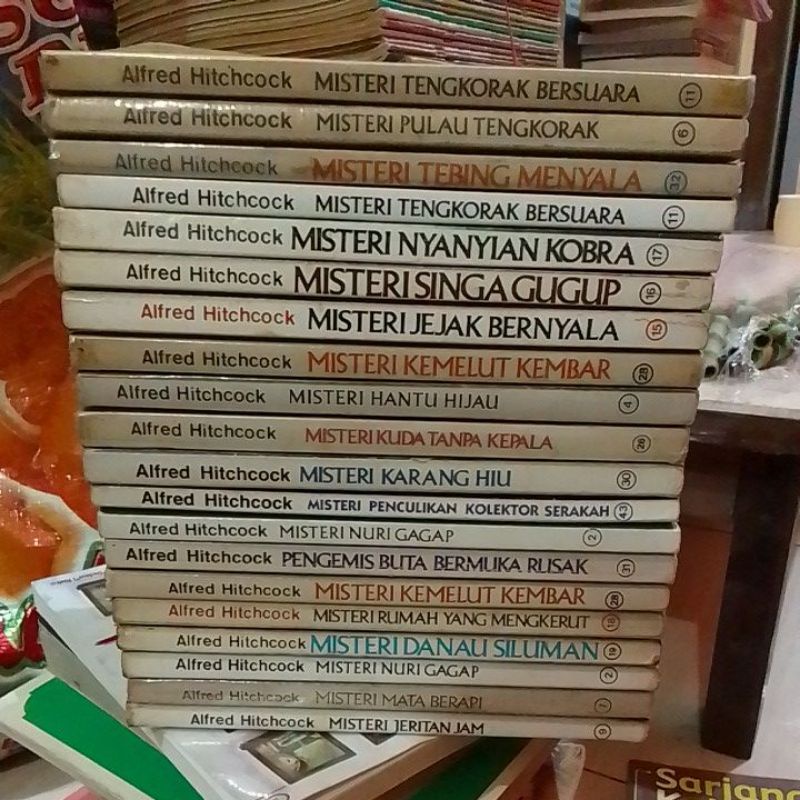 Alfred Hitchcock MISTERI TENGKORAK BERSUARA 11
Alfred Hitchcock MISTERI PULAU TENGKORAK 6
Alfred Hitchcock MISTERI TEBING MENYALA 32
Alfred Hitchcock MISTERI TENGKORAK BERSUARA 11
Alfred Hitchcock MISTERI NYANYIAN KOBRA 17
Alfred Hitchcock MISTERI SINGA GUGUP 16
Alfred Hitchcock MISTERI JEJAK BERNYALA 15
Alfred Hitchcock MISTERI KEMELUT KEMBAR 28
Alfred Hitchcock MISTERI HANTU HIJAU 4
Alfred Hitchcock MISTERI KUDA TANPA KEPALA 26
Alfred Hitchcock MISTERI KARANG HIU 30
Alfred Hitchcock MISTERI PENCULIKAN KOLEKTOR SERAKAH 43
Alfred Hitchcock MISTERI NURI GAGAP 2
Alfred Hitchcock PENGEMIS BUTA BERMUKA RUSAK 31
Alfred Hitchcock MISTERI KEMELUT KEMBAR 28
Alfred Hitchcock MISTERI RUMAH YANG MENGKERUT 18
Alfred Hitchcock MISTERI DANAU SILUMAN 19
Alfred Hitchcock MISTERI NURI GAGAP 2
Alfred Hitchcock MISTERI MATA BERAPI 7
Alfred Hitchcock MISTERI JERITAN JAM 9